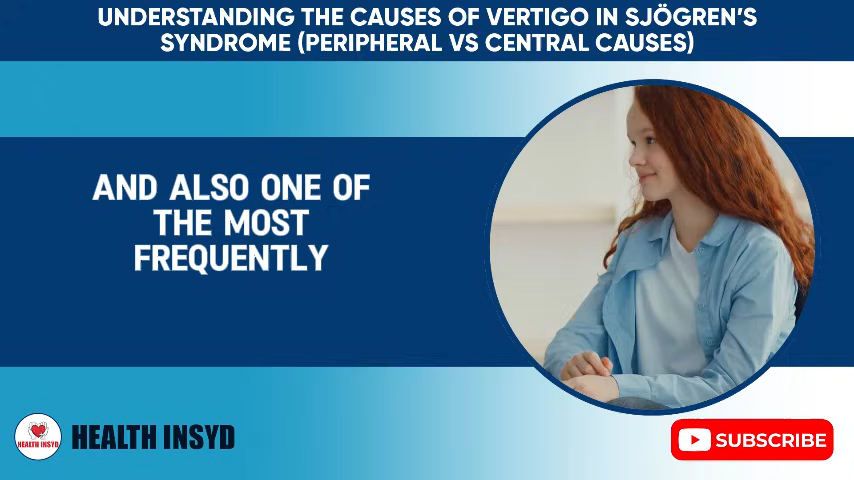 UNDERSTANDING THE CAUSES OF VERTIGO IN SJÖGREN'S
SYNDROME (PERIPHERAL VS CENTRAL CAUSES)
AND ALSO ONE OF
THE MOST
FREQUENTLY
HEALTH INSYD
HEALTH INSYD
SUBSCRIBE